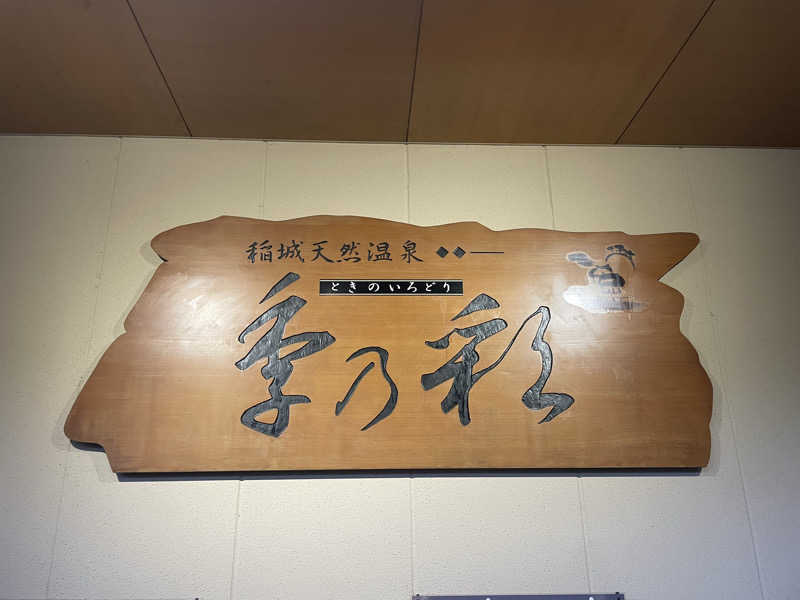 稲城天然温泉 ◆◆—
ときのいろどり
季乃彩